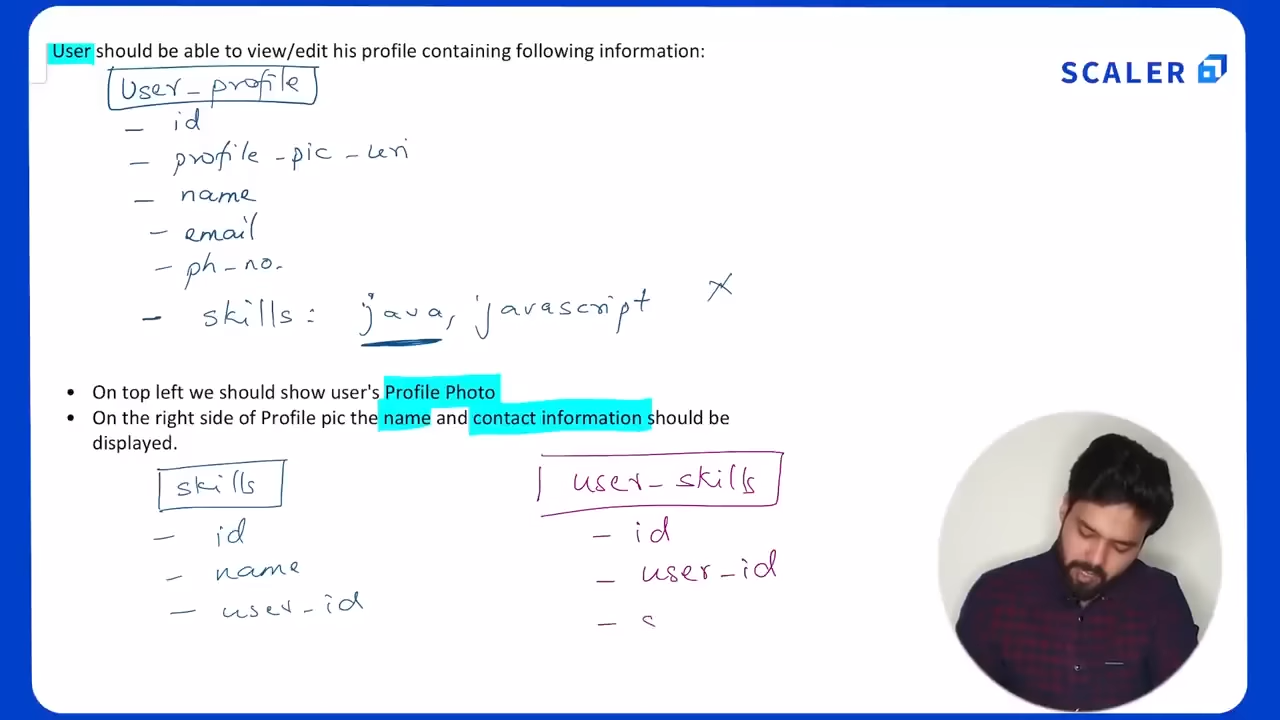 User should be able to view/edit his profile containing following information:
SCALER
User_profile
- id
- profile-pic-uri
- name
- email
- ph-no.
- skills: java, javascript X
• On top left we should show user's Profile Photo
• On the right side of Profile pic the name and contact information should be
displayed.
skills
- id
- name
- user-id
user-skills
- id
- user-id
- s